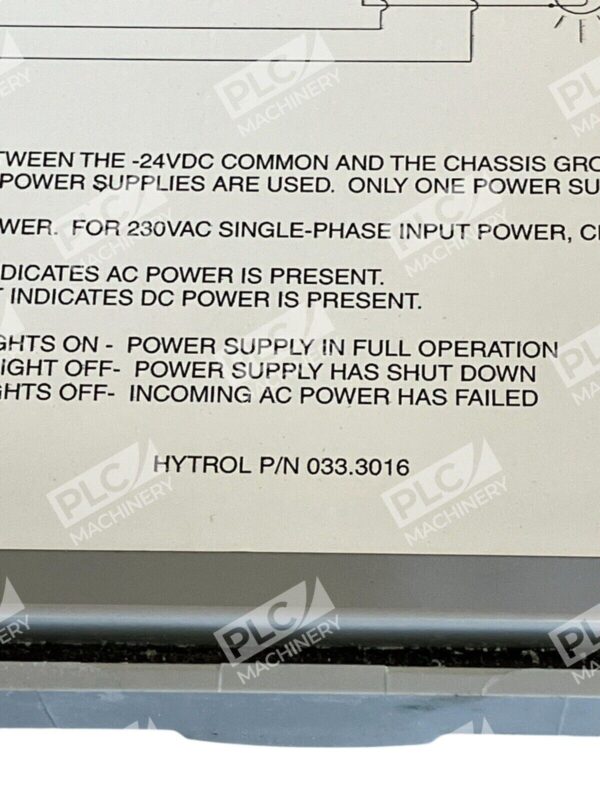 TWEEN THE -24VDC COMMON AND THE CHASSIS GRO
POWER SUPPLIES ARE USED. ONLY ONE POWER SU
WER. FOR 230VAC SINGLE-PHASE INPUT POWER, C
DICATES AC POWER IS PRESENT.
T INDICATES DC POWER IS PRESENT.
GHTS ON - POWER SUPPLY IN FULL OPERATION
IGHT OFF- POWER SUPPLY HAS SHUT DOWN
GHTS OFF- INCOMING AC POWER HAS FAILED
HYTROL P/N 033.3016
PLC MACHINERY